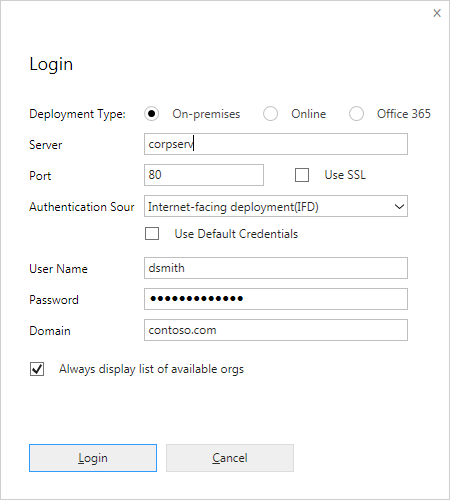 Login
Deployment Type: On-premises Online Office 365
Server corpserv
Port 80 Use SSL
Authentication Sour Internet-facing deployment(IFD)
Use Default Credentials
User Name dsmith
Password •••••••••••••
Domain contoso.com
Always display list of available orgs
Login Cancel